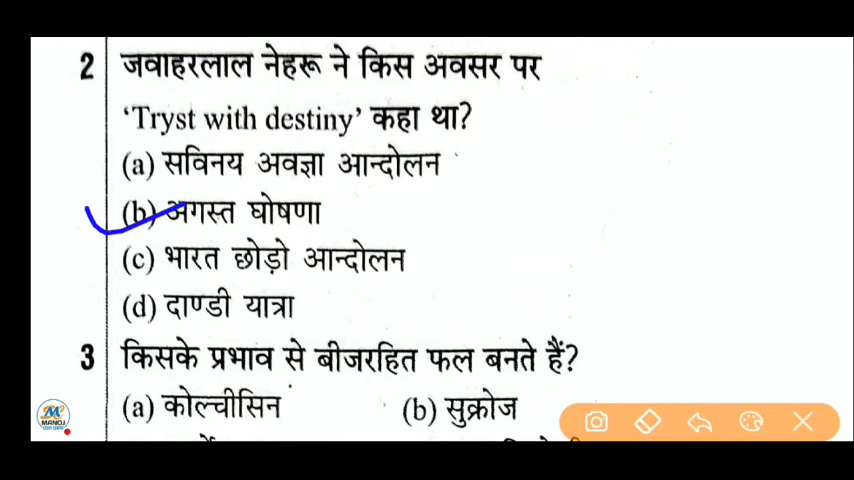 2 जवाहरलाल नेहरू ने किस अवसर पर
‘Tryst with destiny’ कहा था?
(a) सविनय अवज्ञा आन्दोलन
(b) अगस्त घोषणा
(c) भारत छोड़ो आन्दोलन
(d) दाण्डी यात्रा
3 किसके प्रभाव से बीजरहित फल बनते हैं?
(a) कोल्चीसिन (b) सुक्रोज
MANOJ